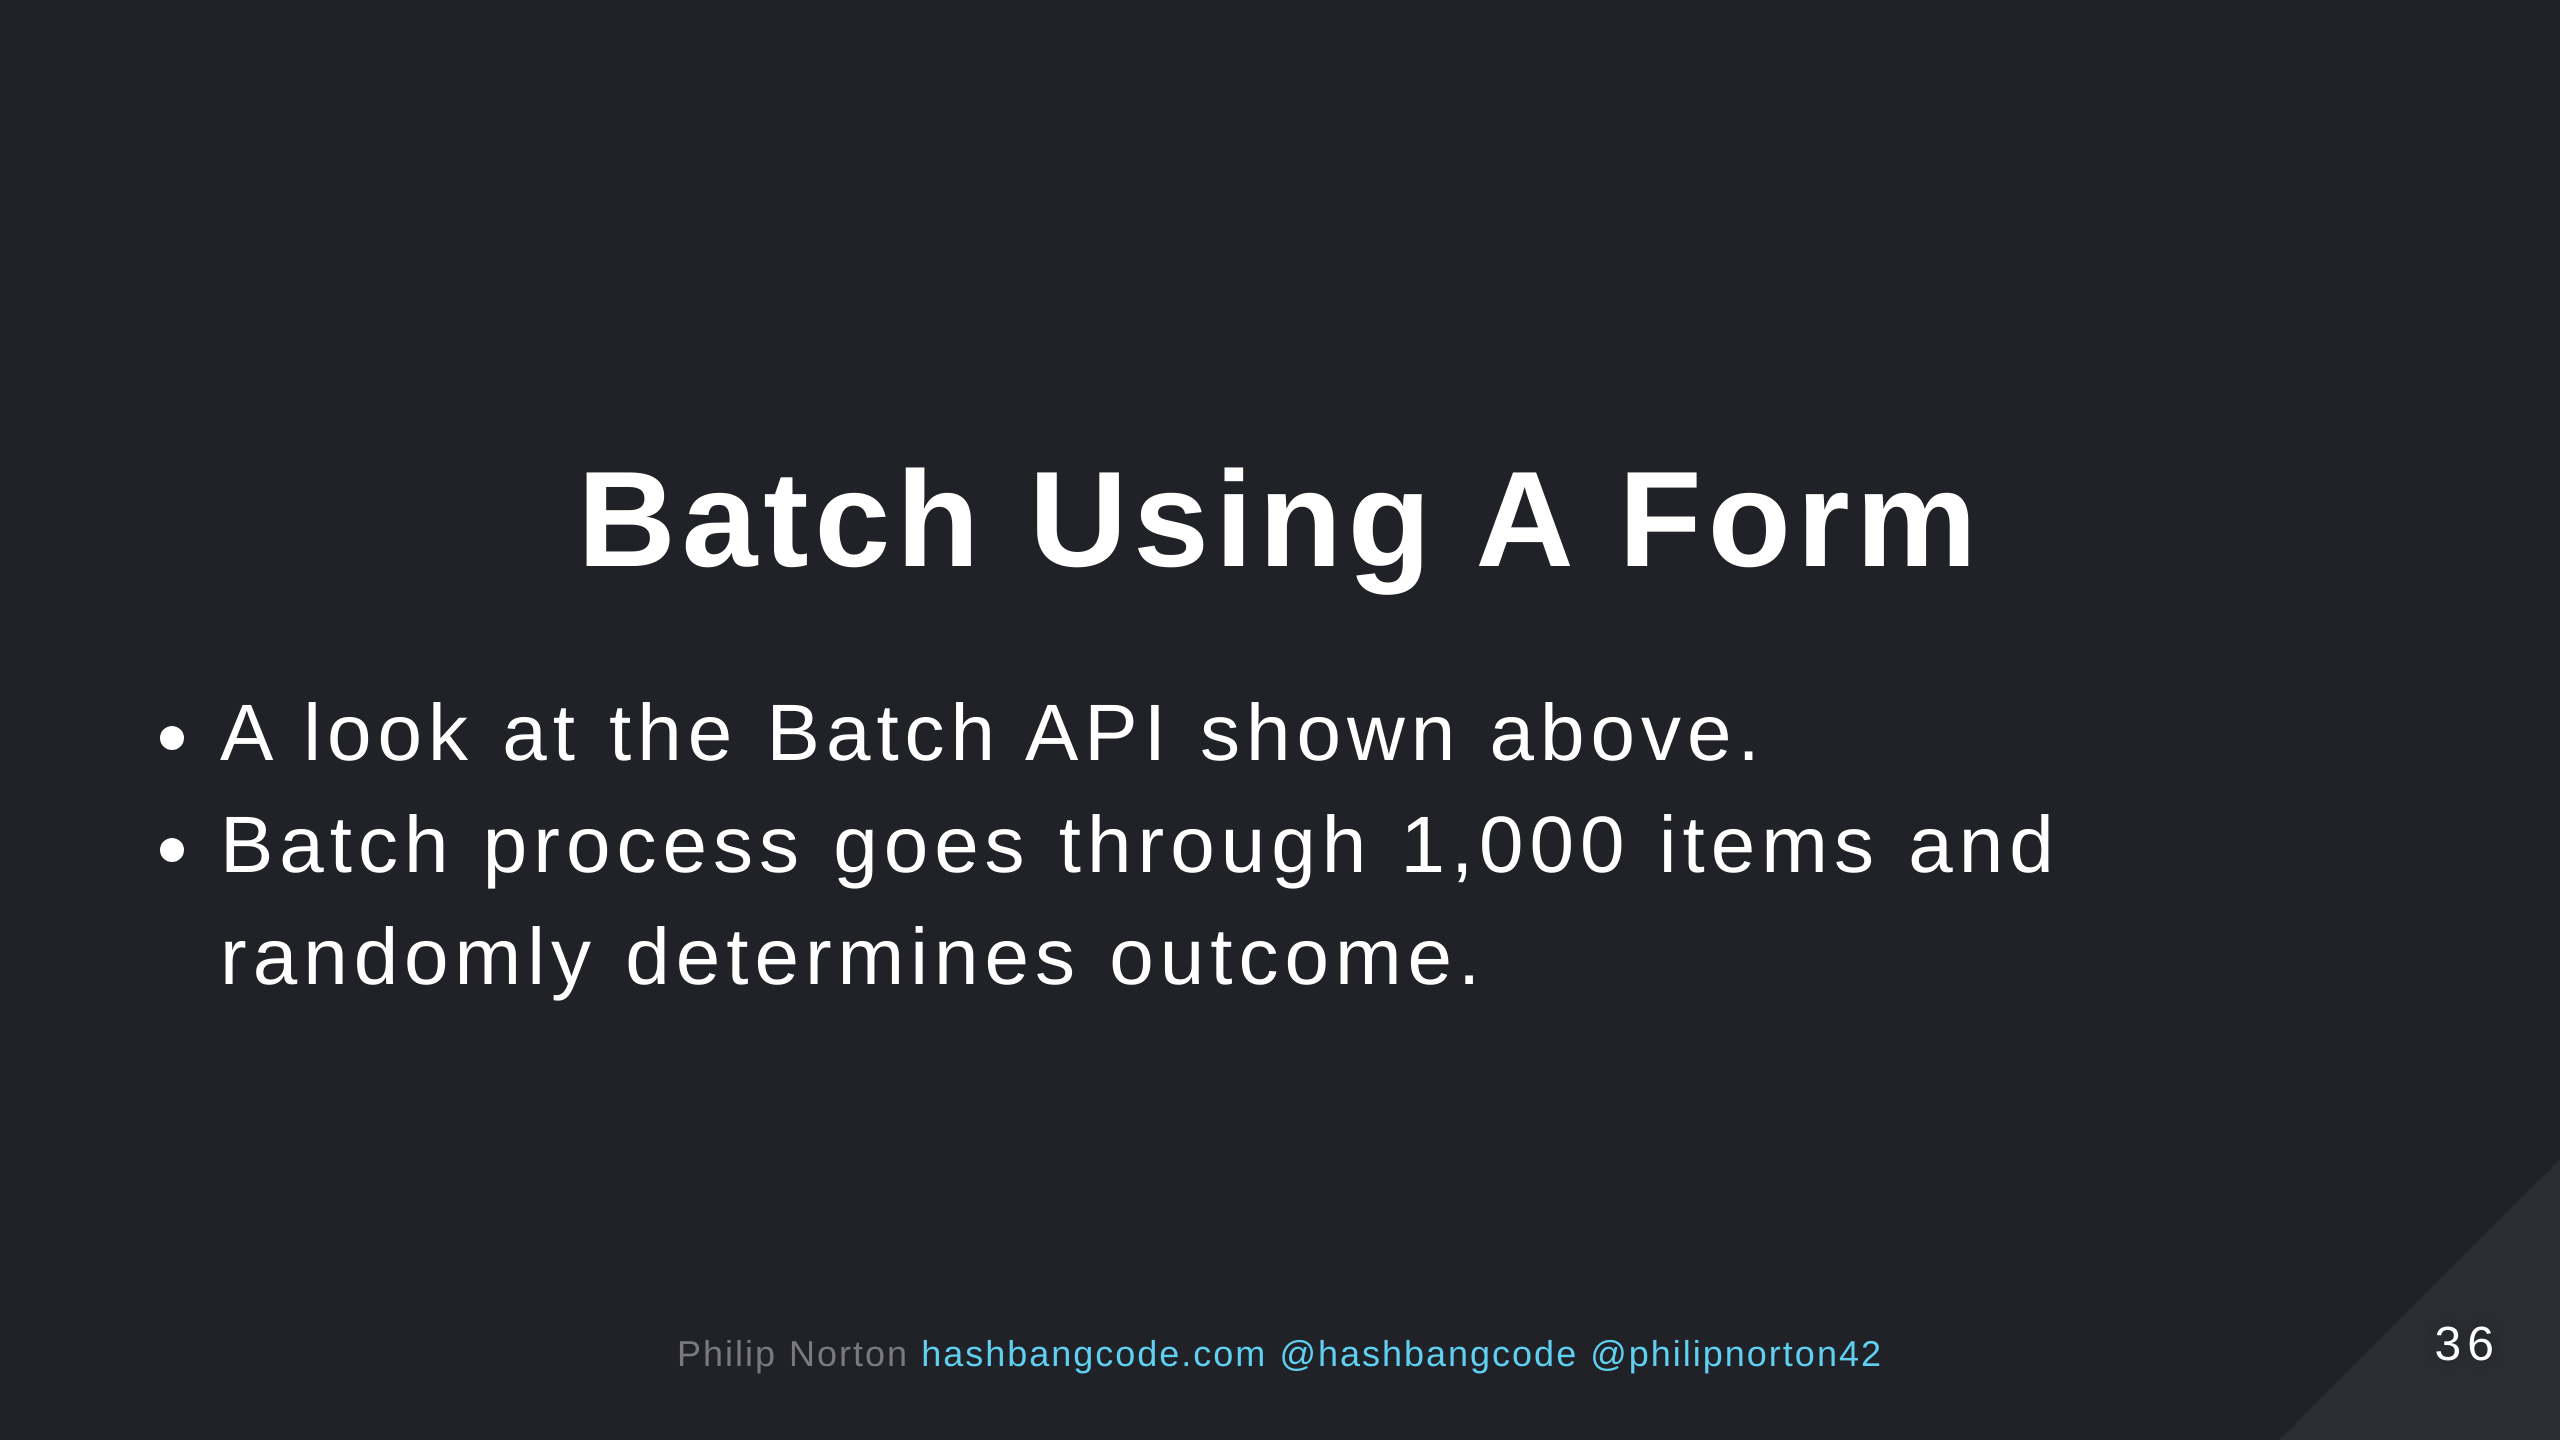 Batch Using A Form
• A look at the Batch API shown above.
• Batch process goes through 1,000 items and
randomly determines outcome.
Philip Norton hashbangcode.com @hashbangcode @philipnorton42
36